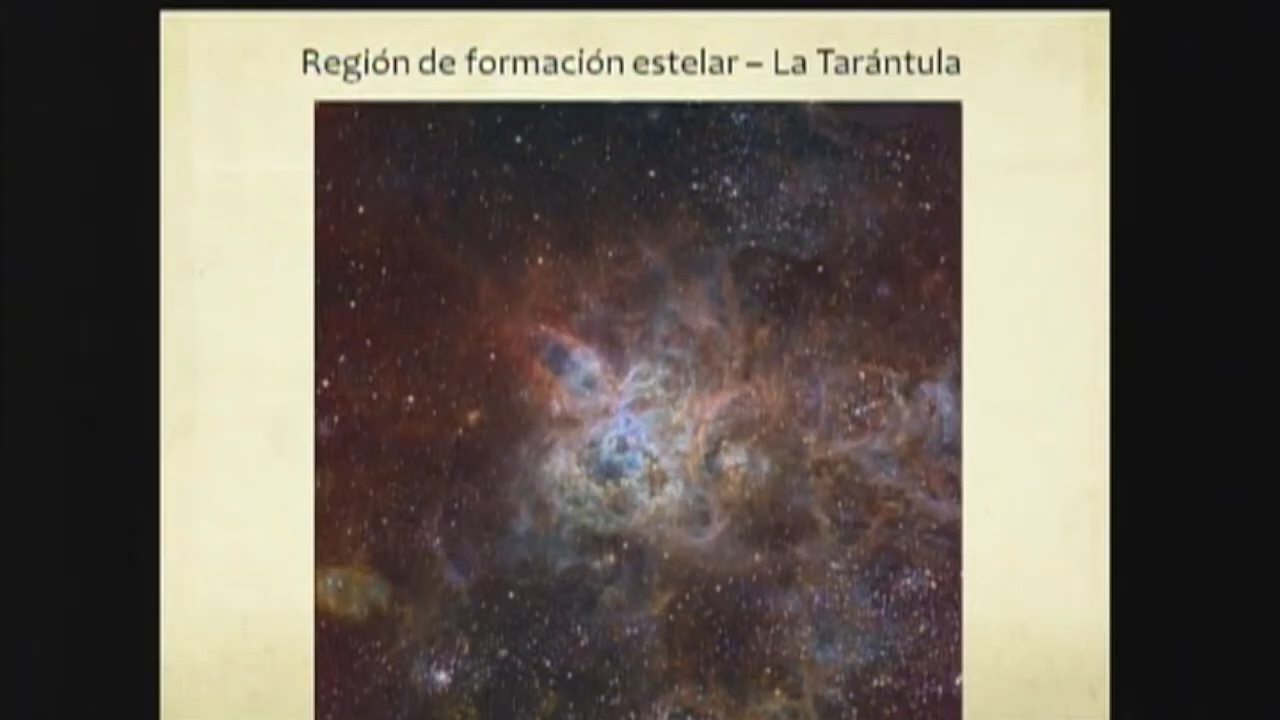 Región de formación estelar – La Tarántula